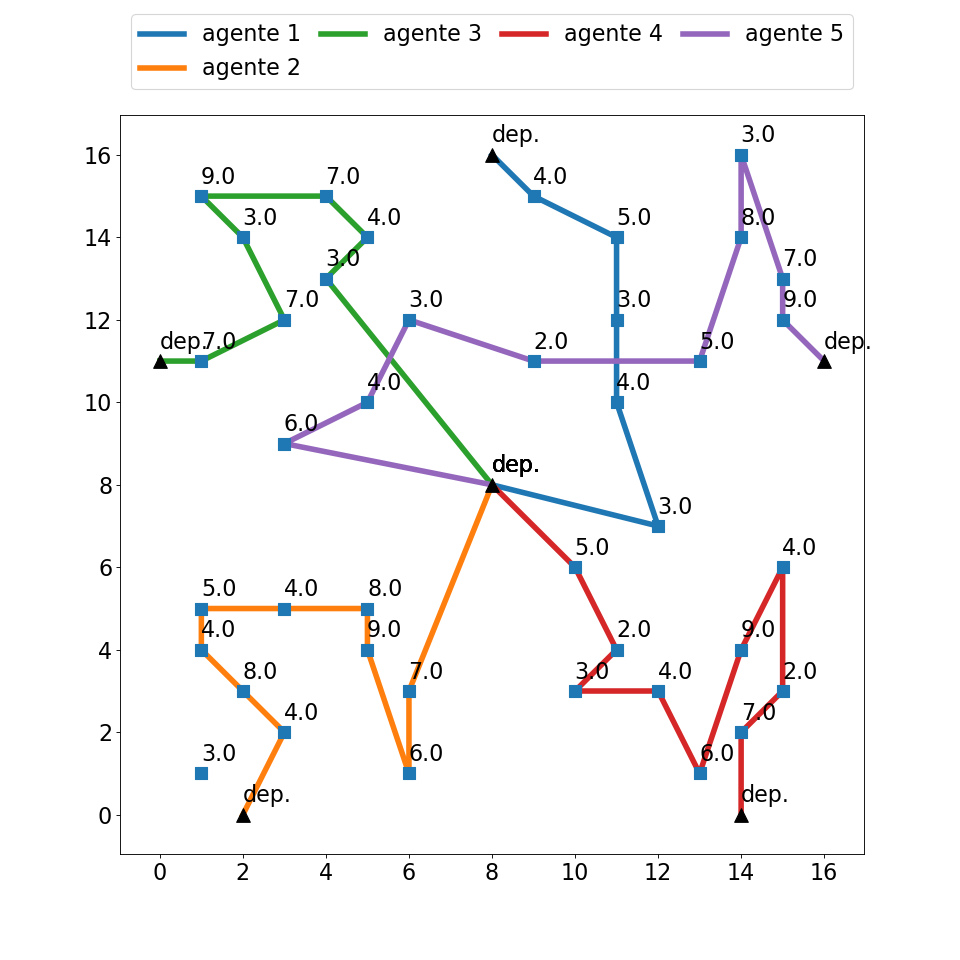 agente 1 agente 3 agente 4 agente 5
agente 2
dep.
3.0
16
9.0 7.0 4.0
3.0 4.0 5.0 8.0
14
3.0 7.0
7.0 3.0 3.0 9.0
12
dep. 7.0 2.0 5.0 dep.
4.0 4.0
10
6.0
dep. dep.
8
3.0
5.0 4.0
6
5.0 4.0 8.0
4.0 9.0 2.0 9.0
4
8.0 7.0 3.0 4.0 2.0
4.0 7.0
2
3.0 6.0 6.0
dep. dep.
0
0 2 4 6 8 10 12 14 16